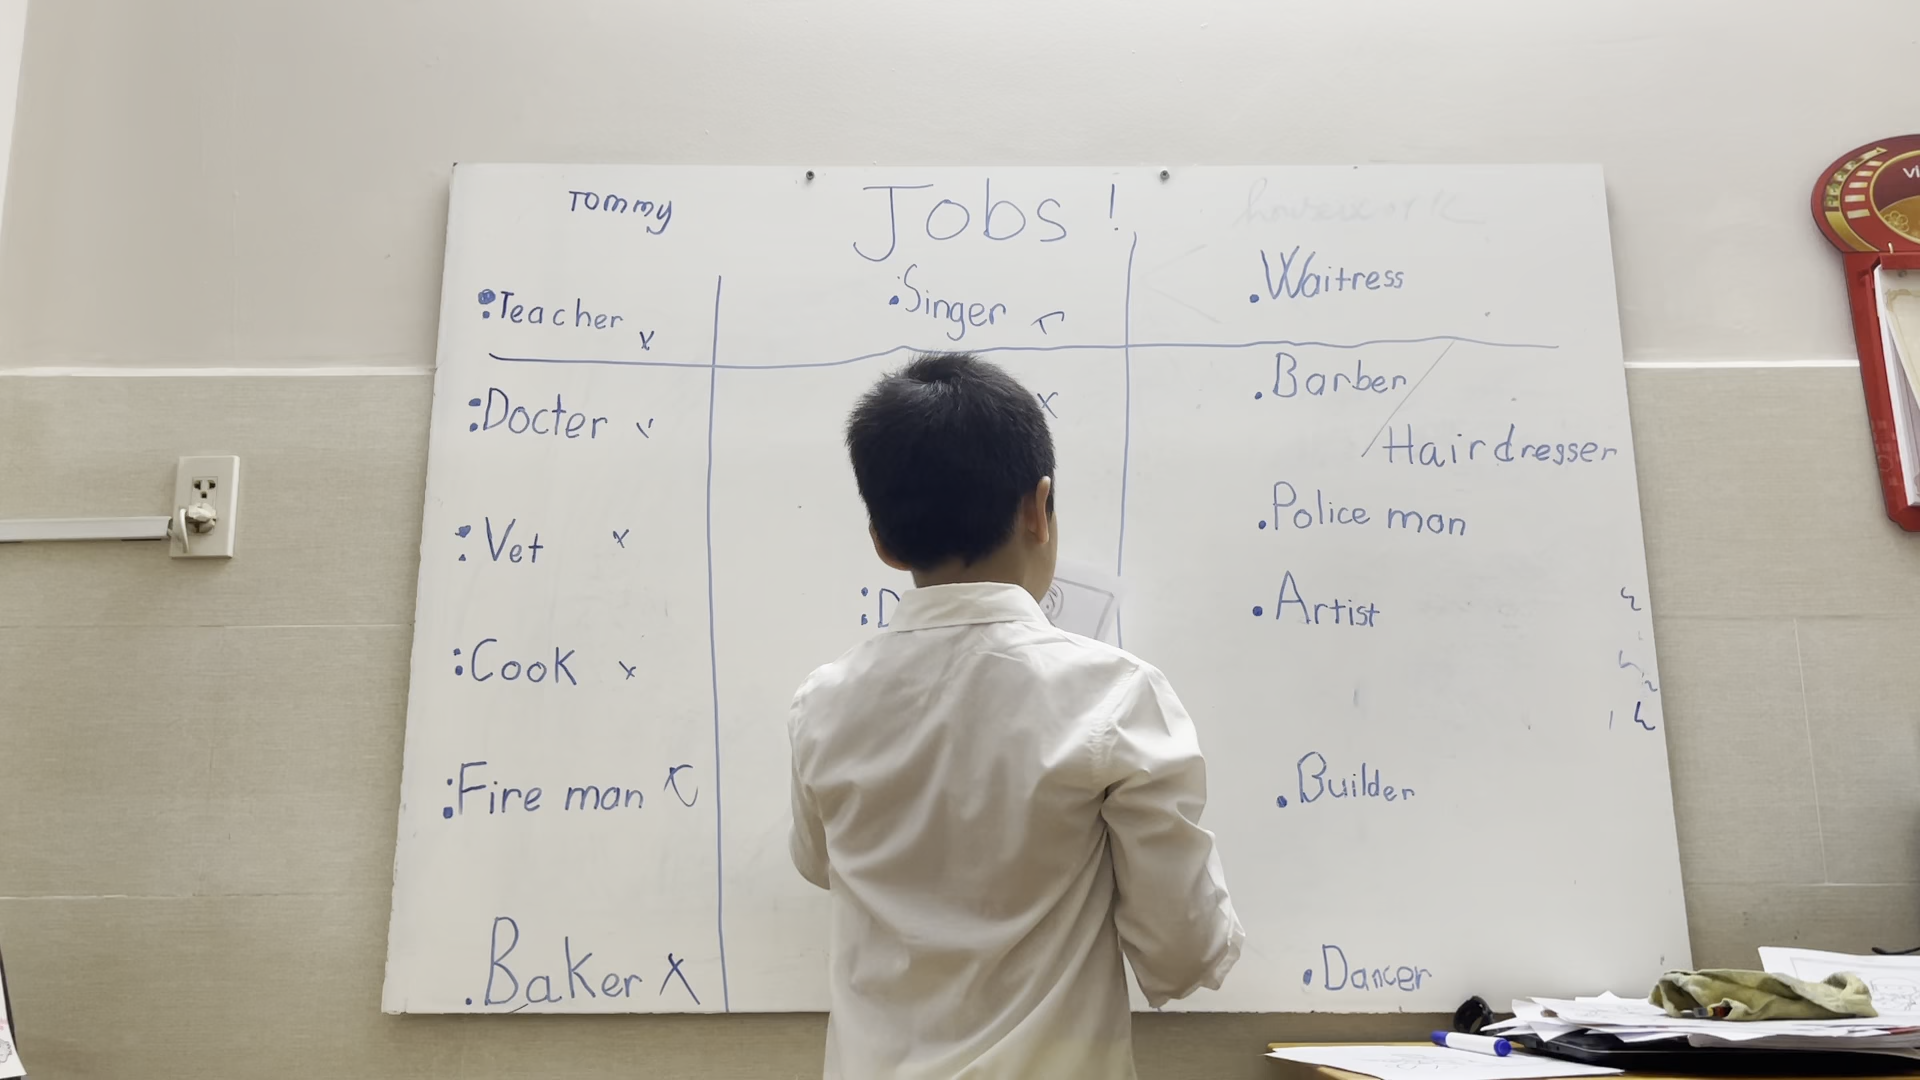 Tommy
Jobs!
Teacher x
Docter
Vet x
Cook x
Fire man
Baker X
Singer
x
D
Waitress
Barber / Hairdresser
Police man
Artist
Builder
Dancer